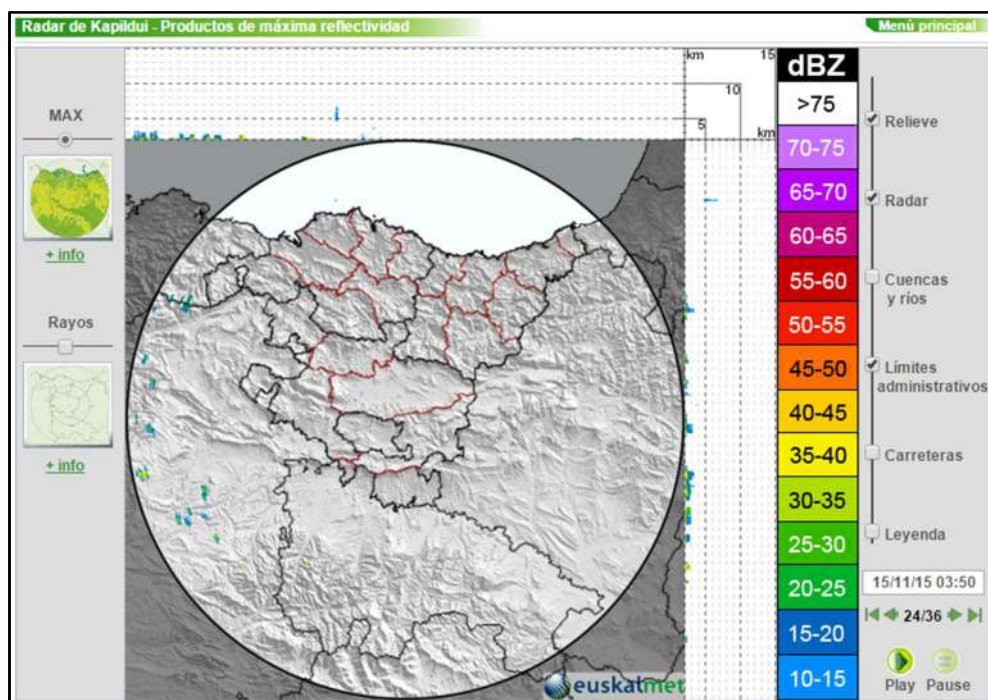 Radar de Kapildui - Productos de máxima reflectividad
Menú principal
MAX
+ info
Rayos
+ info
km
15
10
5
km
dBZ
>75
70-75
65-70
60-65
55-60
50-55
45-50
40-45
35-40
30-35
25-30
20-25
15-20
10-15
Relieve
Radar
Cuencas
y ríos
Límites
administrativos
Carreteras
Leyenda
15/11/15 03:50
24/36
Play Pause
euskalmet